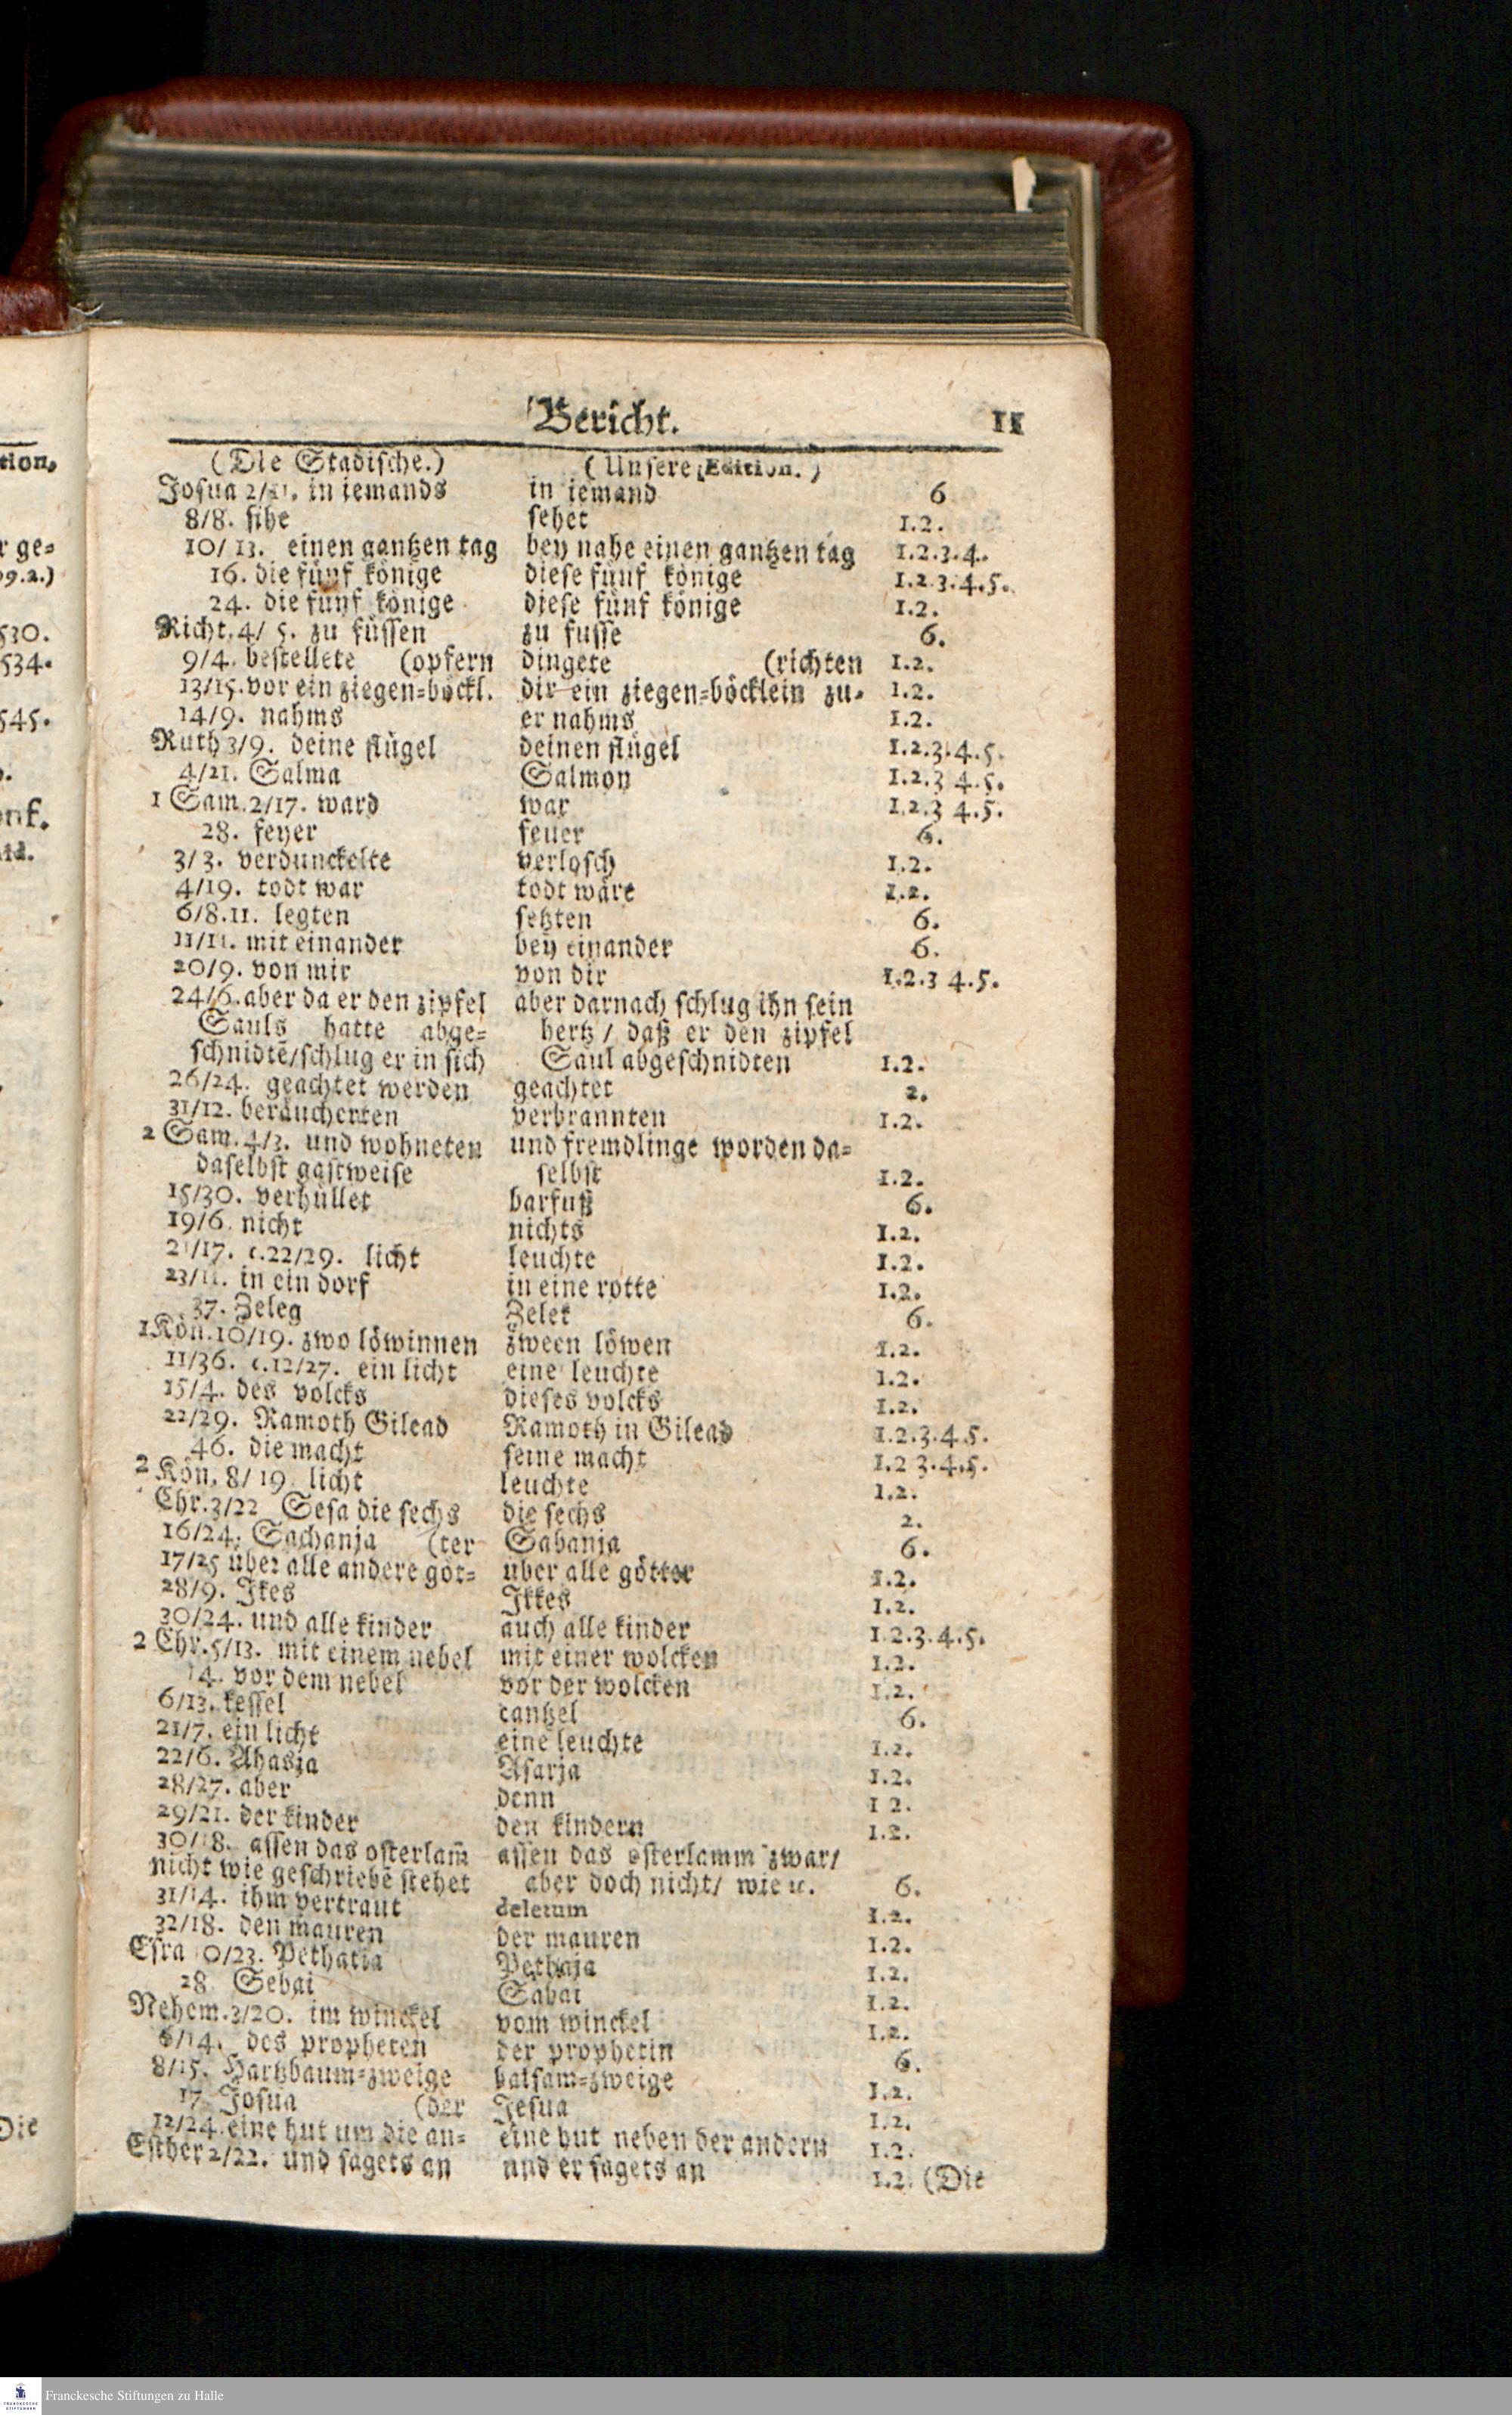 Bericht. 11
(Die Stadische.) (Unsere Edition.)
Josua 2/11. in iemands in iemand 6
8/8. sihe sehet 1.2.
10/13. einen gantzen tag bey nahe einen gantzen tag 1.2.3.4.
16. die fünf könige diese fünf könige 1.2.3.4.5.
24. die fünf könige diese fünf könige 1.2.
Richt. 4/5. zu füssen zu fusse 6.
9/4. bestellete (opfern dingete (richten 1.2.
13/15. vor ein ziegen=böckl. dir ein ziegen=böcklein zu= 1.2.
14/9. nahms er nahms 1.2.
Ruth 3/9. deine flügel deinen flügel 1.2.3.4.5.
4/21. Salma Salmon 1.2.3 4.5.
1 Sam. 2/17. ward war 1.2.3 4.5.
28. feyer feuer 6.
3/3. verdunckelte verlosch 1.2.
4/19. todt war todt wäre 1.2.
6/8.11. legten setzten 6.
11/11. mit einander bey einander 6.
20/9. von mir von dir 1.2.3 4.5.
24/6. aber da er den zipfel aber darnach schlug ihn sein
Sauls hatte abge= hertz / daß er den zipfel
schnidtē/schlug er in sich Saul abgeschnidten 1.2.
26/24. geachtet werden geachtet 2.
31/12. beräucherten verbrannten 1.2.
2 Sam. 4/3. und wohneten und fremdlinge worden da=
daselbst gastweise selbst 1.2.
15/30. verhüllet barfuß 6.
19/6. nicht nichts 1.2.
21/17. c.22/29. licht leuchte 1.2.
23/11. in ein dorf in eine rotte 1.2.
37. Zeleg Zelek 6.
1 Kön. 10/19. zwo löwinnen zween löwen 1.2.
11/36. c.12/27. ein licht eine leuchte 1.2.
15/4. des volcks dieses volcks 1.2.
22/29. Ramoth Gilead Ramoth in Gilead 1.2.3.4.5.
46. die macht seine macht 1.2 3.4.5.
2 Kön. 8/19. licht leuchte 1.2.
Chr. 3/22 Sesa die sechs die sechs 2.
16/24. Sachanja (ter Sabanja 6.
17/25 über alle andere göt= über alle götter 1.2.
28/9. Ikes Ikkes 1.2.
30/24. und alle kinder auch alle kinder 1.2.3.4.5.
2 Chr. 5/13. mit einem nebel mit einer wolcken 1.2.
14. vor dem nebel vor der wolcken 1.2.
6/13. kessel cantzel 6.
21/7. ein licht eine leuchte 1.2.
22/6. Ahasja Asarja 1.2.
28/27. aber denn 1 2.
29/21. der kinder den kindern 1.2.
30/18. assen das osterlam̄ assen das osterlamm zwar/
nicht wie geschriebē stehet aber doch nicht/ wie ꝛc. 6.
31/14. ihm vertraut deletum 1.2.
32/18. den mauren der mauren 1.2.
Esra 10/23. Pethatia Pethaja 1.2.
28 Sebai Sabai 1.2.
Nehem. 3/20. im winckel vom winckel 1.2.
6/14. des propheten der prophetin 6.
8/15. Hartzbaum=zweige balsam=zweige 1.2.
17 Josua (der Jesua 1.2.
12/24. eine hut um die an= eine hut neben der andern 1.2.
Esther 2/22. und sagets an und er sagets an 1.2. (Die
tion.
r ge=
99.2.)
530.
534.
545.
onf.
Die
Franckesche Stiftungen zu Halle